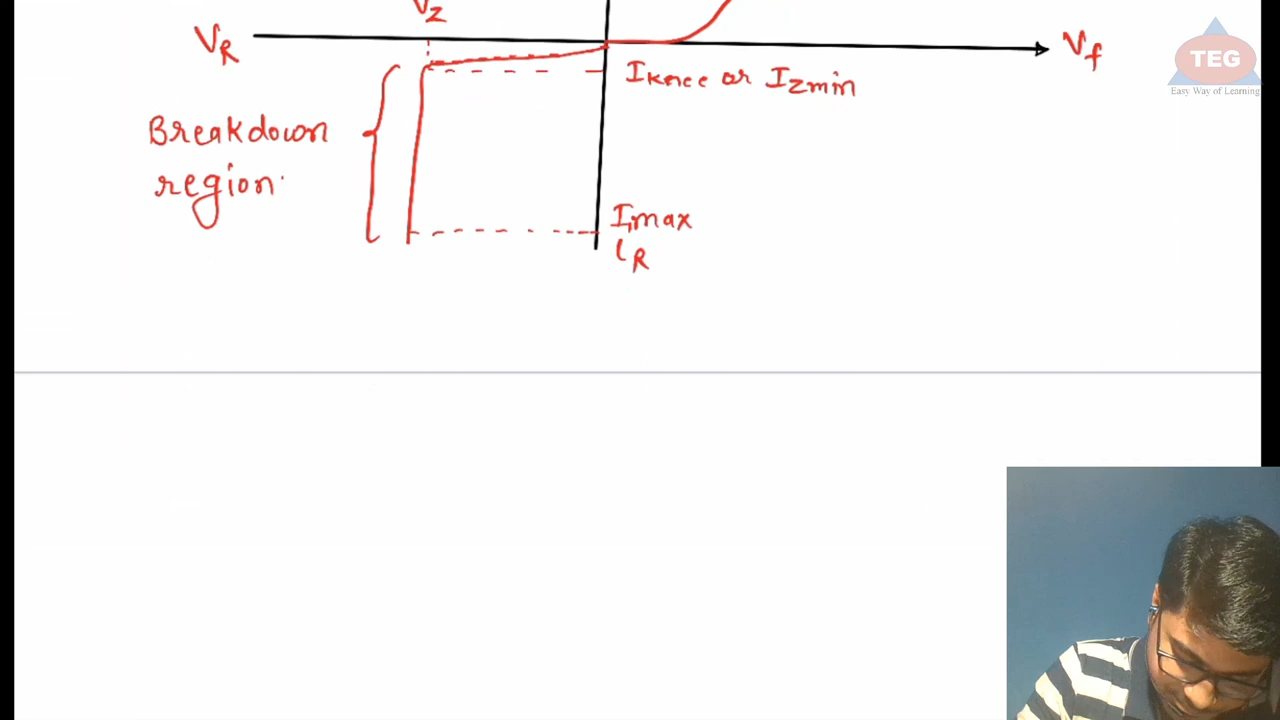 Vz
VR
Vf
TEG
Easy Way of Learning
Iknee or Izmin
Breakdown
region
Imax
iR